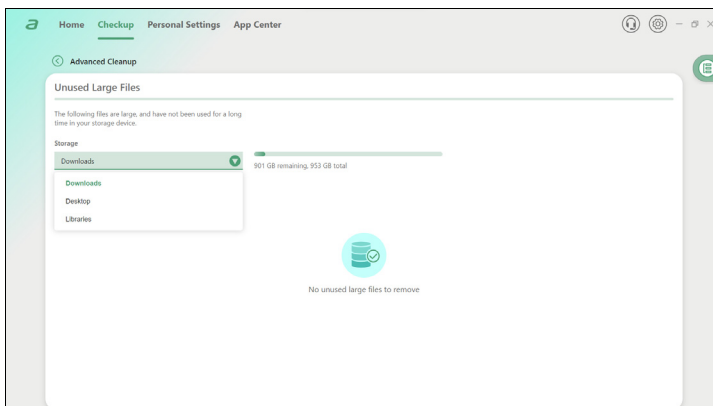 a Home Checkup Personal Settings App Center
Advanced Cleanup
Unused Large Files
The following files are large, and have not been used for a long
time in your storage device.
Storage
Downloads
901 GB remaining, 953 GB total
Downloads
Desktop
Libraries
No unused large files to remove